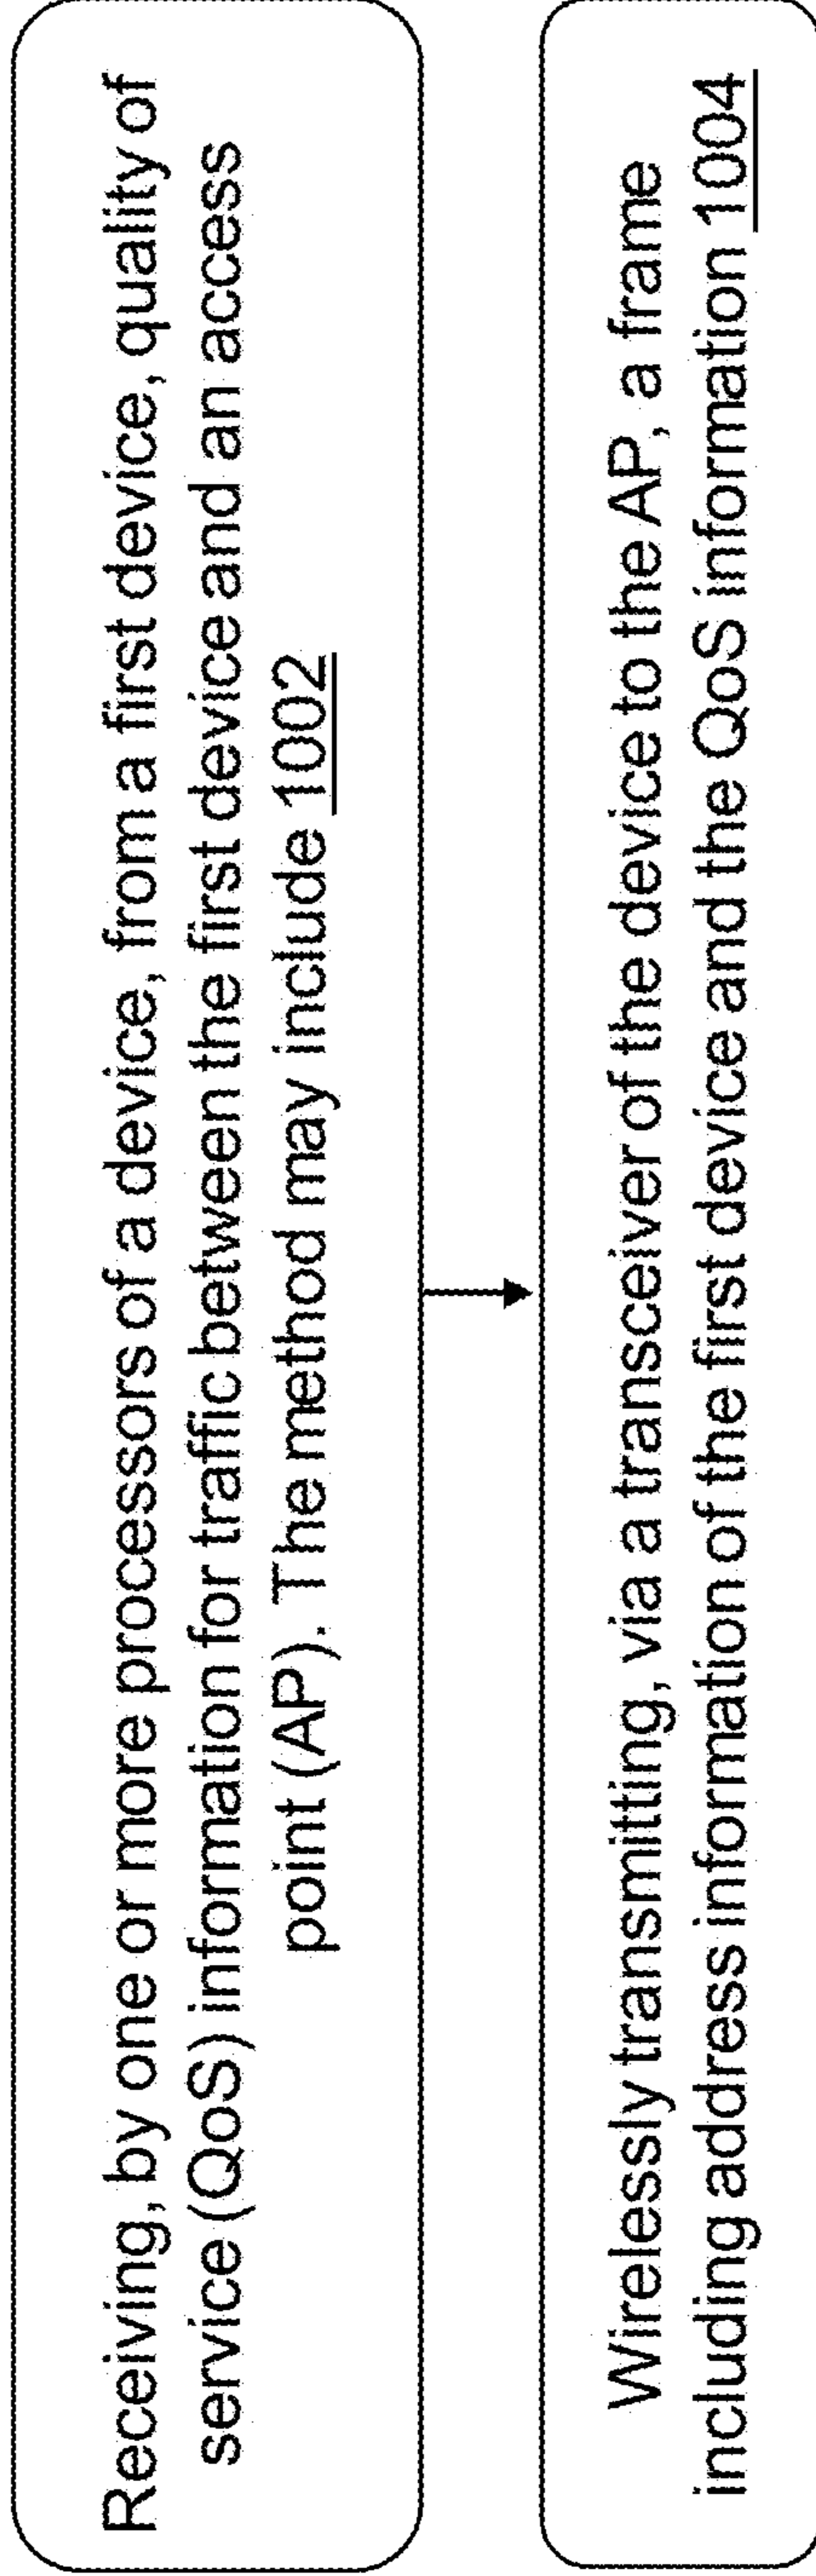 Receiving, by one or more processors of a device, from a first device, quality of
service (QoS) information for traffic between the first device and an access
point (AP). The method may include 1002
Wirelessly transmitting, via a transceiver of the device to the AP, a frame
including address information of the first device and the QoS information 1004